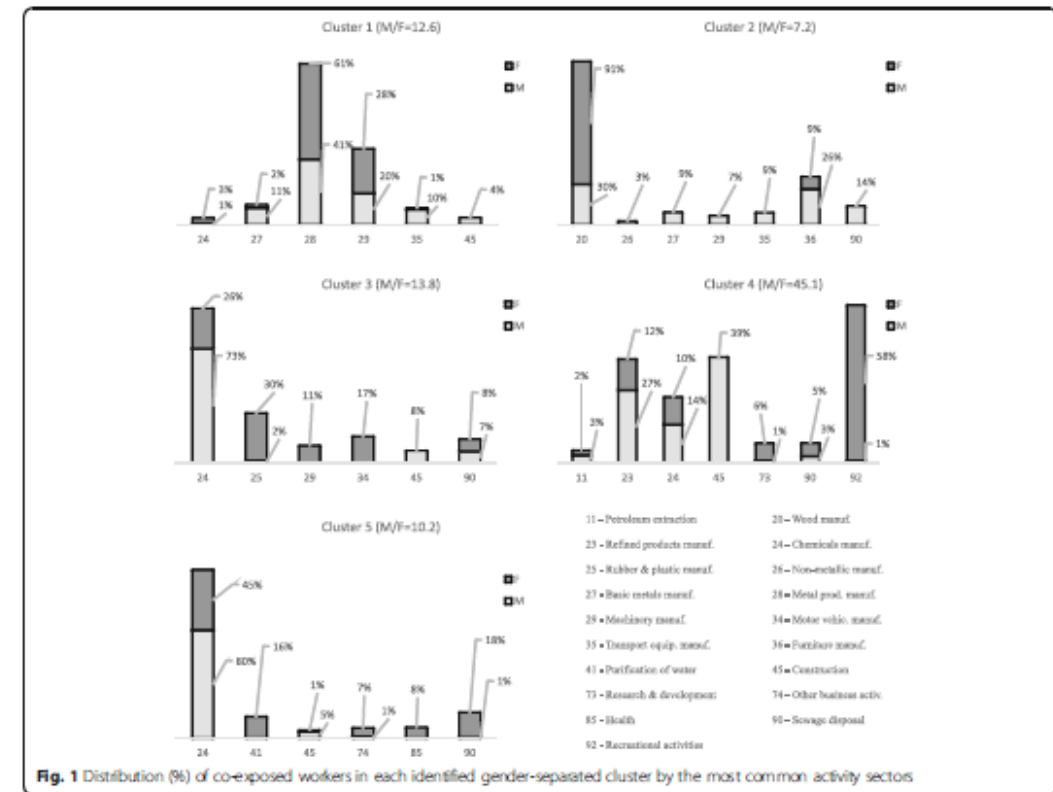 Cluster 1 (M/F=12.6)
F
M
61%
28%
41%
3%
1%
2%
11%
20%
1%
10%
4%
24 27 28 29 35 45
Cluster 2 (M/F=7.2)
F
M
91%
30%
3%
9%
7%
9%
9%
26%
14%
20 26 27 29 35 36 90
Cluster 3 (M/F=13.8)
F
M
26%
73%
30%
2%
11%
17%
8%
8%
7%
24 25 29 34 45 90
Cluster 4 (M/F=45.1)
F
M
2%
3%
12%
27%
10%
14%
39%
6%
1%
5%
3%
58%
1%
11 23 24 45 73 90 92
Cluster 5 (M/F=10.2)
F
M
45%
80%
16%
1%
5%
7%
1%
8%
18%
1%
24 41 45 74 85 90
11 – Petroleum extraction
20 – Wood manuf.
23 – Refined products manuf.
24 – Chemicals manuf.
25 – Rubber & plastic manuf.
26 – Non-metallic manuf.
27 – Basic metals manuf.
28 – Metal prod. manuf.
29 – Machinery manuf.
34 – Motor vehic. manuf.
35 – Transport equip. manuf.
36 – Furniture manuf.
41 – Purification of water
45 – Construction
73 – Research & development
74 – Other business activ.
85 – Health
90 – Sewage disposal
92 – Recreational activities
Fig. 1 Distribution (%) of co-exposed workers in each identified gender-separated cluster by the most common activity sectors